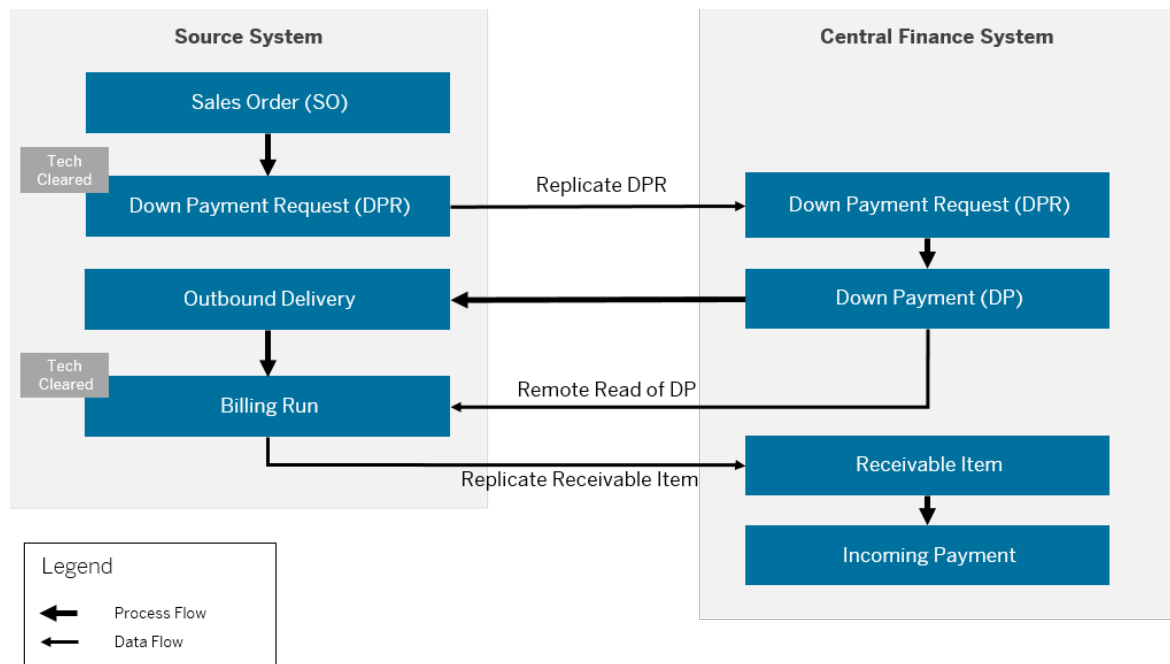 Source System
Central Finance System
Sales Order (SO)
Tech
Cleared
Down Payment Request (DPR)
Replicate DPR
Down Payment Request (DPR)
Outbound Delivery
Down Payment (DP)
Tech
Cleared
Billing Run
Remote Read of DP
Replicate Receivable Item
Receivable Item
Incoming Payment
Legend
Process Flow
Data Flow